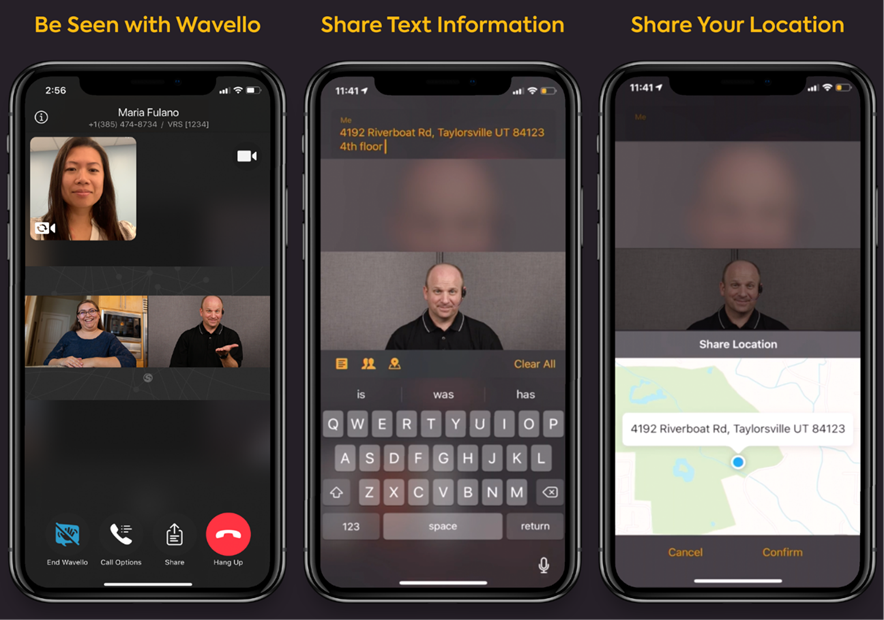 Be Seen with Wavello
Share Text Information
Share Your Location
2:56
Maria Fulano
+1(385) 474-8734 / VRS [1234]
End Wavello
Call Options
Share
Hang Up
11:41
Me
4192 Riverboat Rd, Taylorsville UT 84123
4th floor
Clear All
is
was
has
Q W E R T Y U I O P
A S D F G H J K L
Z X C V B N M
123
space
return
11:41
Me
Share Location
4192 Riverboat Rd, Taylorsville UT 84123
Cancel
Confirm